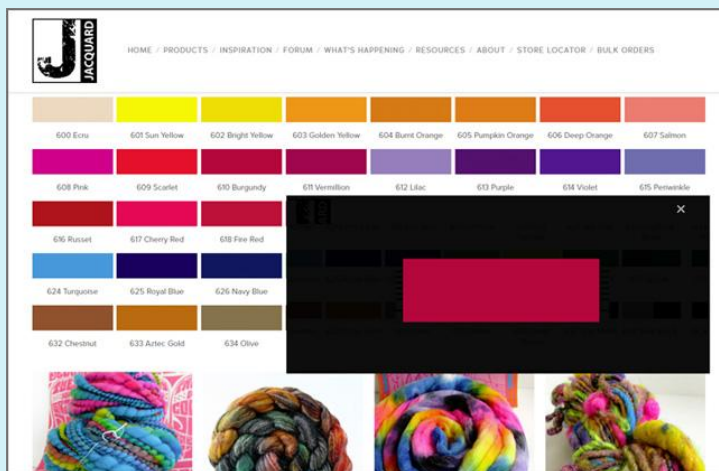 JACQUARD
HOME / PRODUCTS / INSPIRATION / FORUM / WHAT'S HAPPENING / RESOURCES / ABOUT / STORE LOCATOR / BULK ORDERS
600 Ecru 601 Sun Yellow 602 Bright Yellow 603 Golden Yellow 604 Burnt Orange 605 Pumpkin Orange 606 Deep Orange 607 Salmon
608 Pink 609 Scarlet 610 Burgundy 611 Vermillion 612 Lilac 613 Purple 614 Violet 615 Periwinkle
616 Russet 617 Cherry Red 618 Fire Red
624 Turquoise 625 Royal Blue 626 Navy Blue
632 Chestnut 633 Aztec Gold 634 Olive